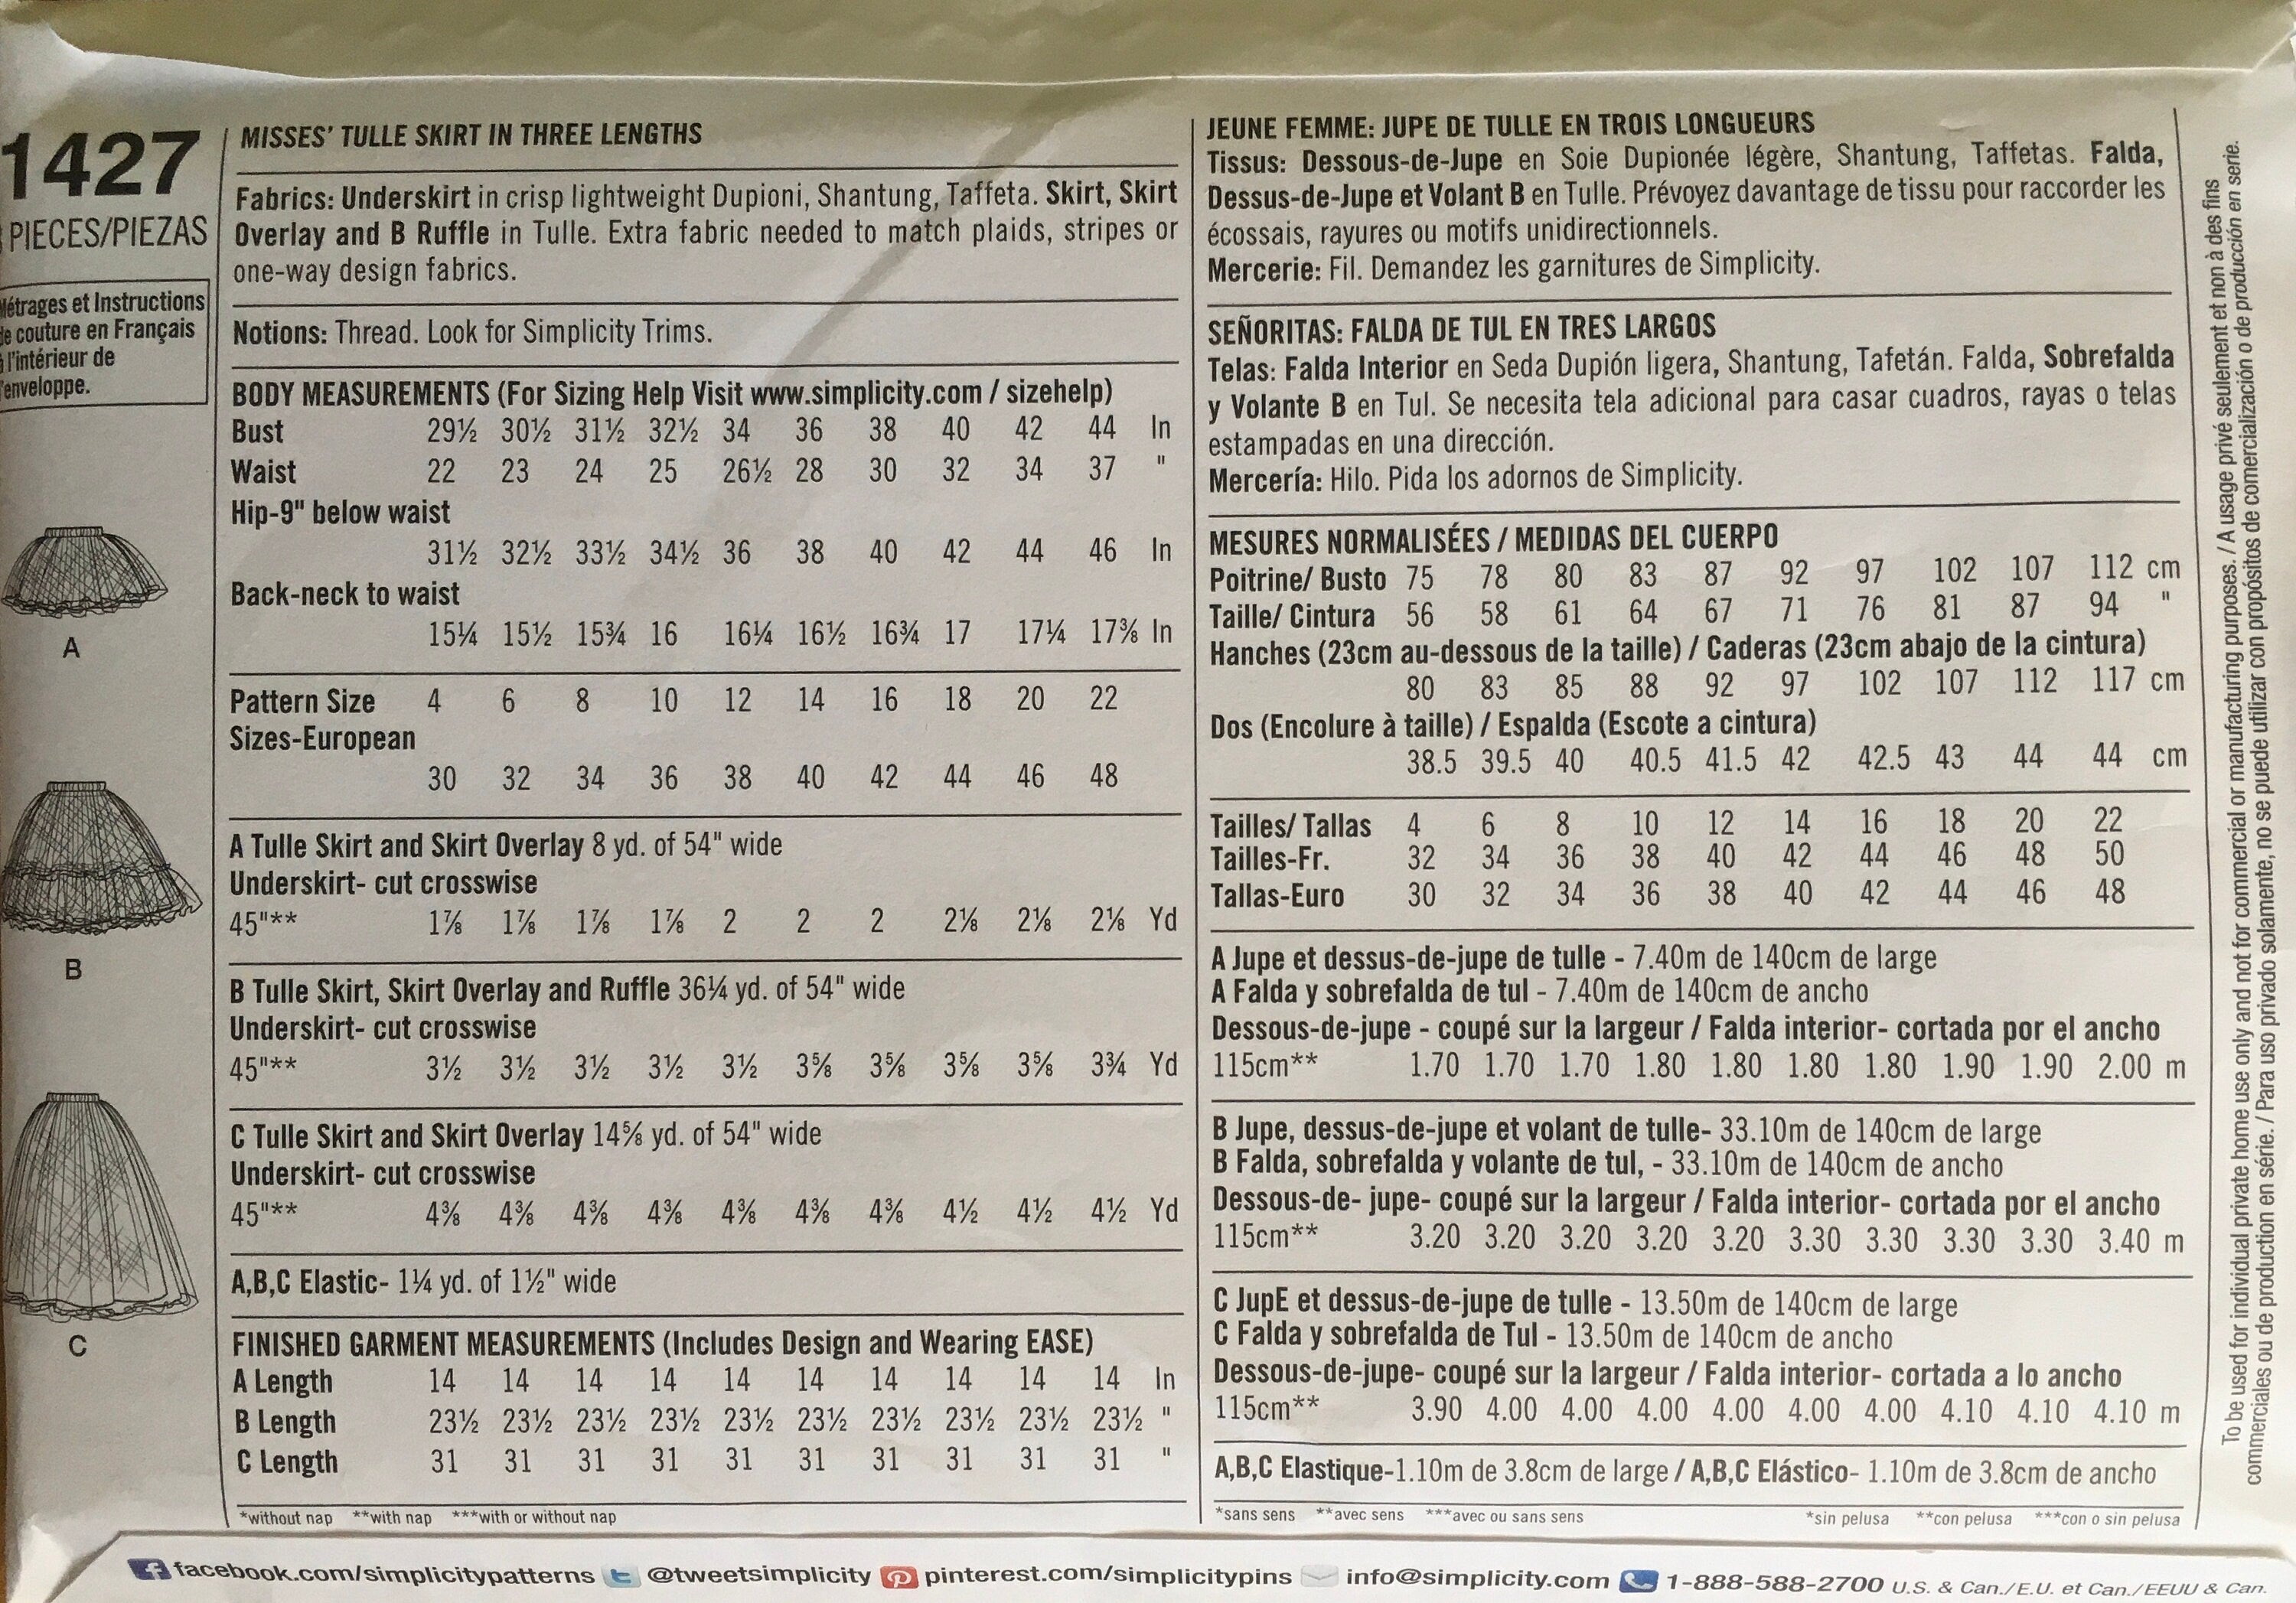 1427
PIECES/PIEZAS
Métrages et Instructions
de couture en Français
à l'intérieur de
l'enveloppe.
A
B
C
MISSES' TULLE SKIRT IN THREE LENGTHS
Fabrics: Underskirt in crisp lightweight Dupioni, Shantung, Taffeta. Skirt, Skirt
Overlay and B Ruffle in Tulle. Extra fabric needed to match plaids, stripes or
one-way design fabrics.
Notions: Thread. Look for Simplicity Trims.
BODY MEASUREMENTS (For Sizing Help Visit www.simplicity.com / sizehelp)
Bust 29½ 30½ 31½ 32½ 34 36 38 40 42 44 In
Waist 22 23 24 25 26½ 28 30 32 34 37 "
Hip-9" below waist
31½ 32½ 33½ 34½ 36 38 40 42 44 46 In
Back-neck to waist
15¼ 15½ 15¾ 16 16¼ 16½ 16¾ 17 17¼ 17⅜ In
Pattern Size 4 6 8 10 12 14 16 18 20 22
Sizes-European
30 32 34 36 38 40 42 44 46 48
A Tulle Skirt and Skirt Overlay 8 yd. of 54" wide
Underskirt- cut crosswise
45"** 1⅞ 1⅞ 1⅞ 1⅞ 2 2 2 2⅛ 2⅛ 2⅛ Yd
B Tulle Skirt, Skirt Overlay and Ruffle 36¼ yd. of 54" wide
Underskirt- cut crosswise
45"** 3½ 3½ 3½ 3½ 3½ 3⅝ 3⅝ 3⅝ 3⅝ 3¾ Yd
C Tulle Skirt and Skirt Overlay 14⅝ yd. of 54" wide
Underskirt- cut crosswise
45"** 4⅜ 4⅜ 4⅜ 4⅜ 4⅜ 4⅜ 4⅜ 4½ 4½ 4½ Yd
A,B,C Elastic- 1¼ yd. of 1½" wide
FINISHED GARMENT MEASUREMENTS (Includes Design and Wearing EASE)
A Length 14 14 14 14 14 14 14 14 14 14 In
B Length 23½ 23½ 23½ 23½ 23½ 23½ 23½ 23½ 23½ 23½ "
C Length 31 31 31 31 31 31 31 31 31 31 "
*without nap **with nap ***with or without nap
JEUNE FEMME: JUPE DE TULLE EN TROIS LONGUEURS
Tissus: Dessous-de-Jupe en Soie Dupionée légère, Shantung, Taffetas. Falda,
Dessus-de-Jupe et Volant B en Tulle. Prévoyez davantage de tissu pour raccorder les
écossais, rayures ou motifs unidirectionnels.
Mercerie: Fil. Demandez les garnitures de Simplicity.
SEÑORITAS: FALDA DE TUL EN TRES LARGOS
Telas: Falda Interior en Seda Dupión ligera, Shantung, Tafetán. Falda, Sobrefalda
y Volante B en Tul. Se necesita tela adicional para casar cuadros, rayas o telas
estampadas en una dirección.
Mercería: Hilo. Pida los adornos de Simplicity.
MESURES NORMALISÉES / MEDIDAS DEL CUERPO
Poitrine/ Busto 75 78 80 83 87 92 97 102 107 112 cm
Taille/ Cintura 56 58 61 64 67 71 76 81 87 94 "
Hanches (23cm au-dessous de la taille) / Caderas (23cm abajo de la cintura)
80 83 85 88 92 97 102 107 112 117 cm
Dos (Encolure à taille) / Espalda (Escote a cintura)
38.5 39.5 40 40.5 41.5 42 42.5 43 44 44 cm
Tailles/ Tallas 4 6 8 10 12 14 16 18 20 22
Tailles-Fr. 32 34 36 38 40 42 44 46 48 50
Tallas-Euro 30 32 34 36 38 40 42 44 46 48
A Jupe et dessus-de-jupe de tulle - 7.40m de 140cm de large
A Falda y sobrefalda de tul - 7.40m de 140cm de ancho
Dessous-de-jupe - coupé sur la largeur / Falda interior- cortada por el ancho
115cm** 1.70 1.70 1.70 1.80 1.80 1.80 1.80 1.90 1.90 2.00 m
B Jupe, dessus-de-jupe et volant de tulle- 33.10m de 140cm de large
B Falda, sobrefalda y volante de tul, - 33.10m de 140cm de ancho
Dessous-de- jupe- coupé sur la largeur / Falda interior- cortada por el ancho
115cm** 3.20 3.20 3.20 3.20 3.20 3.30 3.30 3.30 3.30 3.40 m
C JupE et dessus-de-jupe de tulle - 13.50m de 140cm de large
C Falda y sobrefalda de Tul - 13.50m de 140cm de ancho
Dessous-de-jupe- coupé sur la largeur / Falda interior- cortada a lo ancho
115cm** 3.90 4.00 4.00 4.00 4.00 4.00 4.00 4.10 4.10 4.10 m
A,B,C Elastique-1.10m de 3.8cm de large / A,B,C Elástico- 1.10m de 3.8cm de ancho
*sans sens **avec sens ***avec ou sans sens *sin pelusa **con pelusa ***con o sin pelusa
To be used for individual private home use only and not for commercial or manufacturing purposes. / A usage privé seulement et non à des fins
commerciales ou de production en série. / Para uso privado solamente, no se puede utilizar con propósitos de comercialización o de producción en serie.
facebook.com/simplicitypatterns @tweetsimplicity pinterest.com/simplicitypins info@simplicity.com 1-888-588-2700 U.S. & Can./E.U. et Can./EEUU & Can.